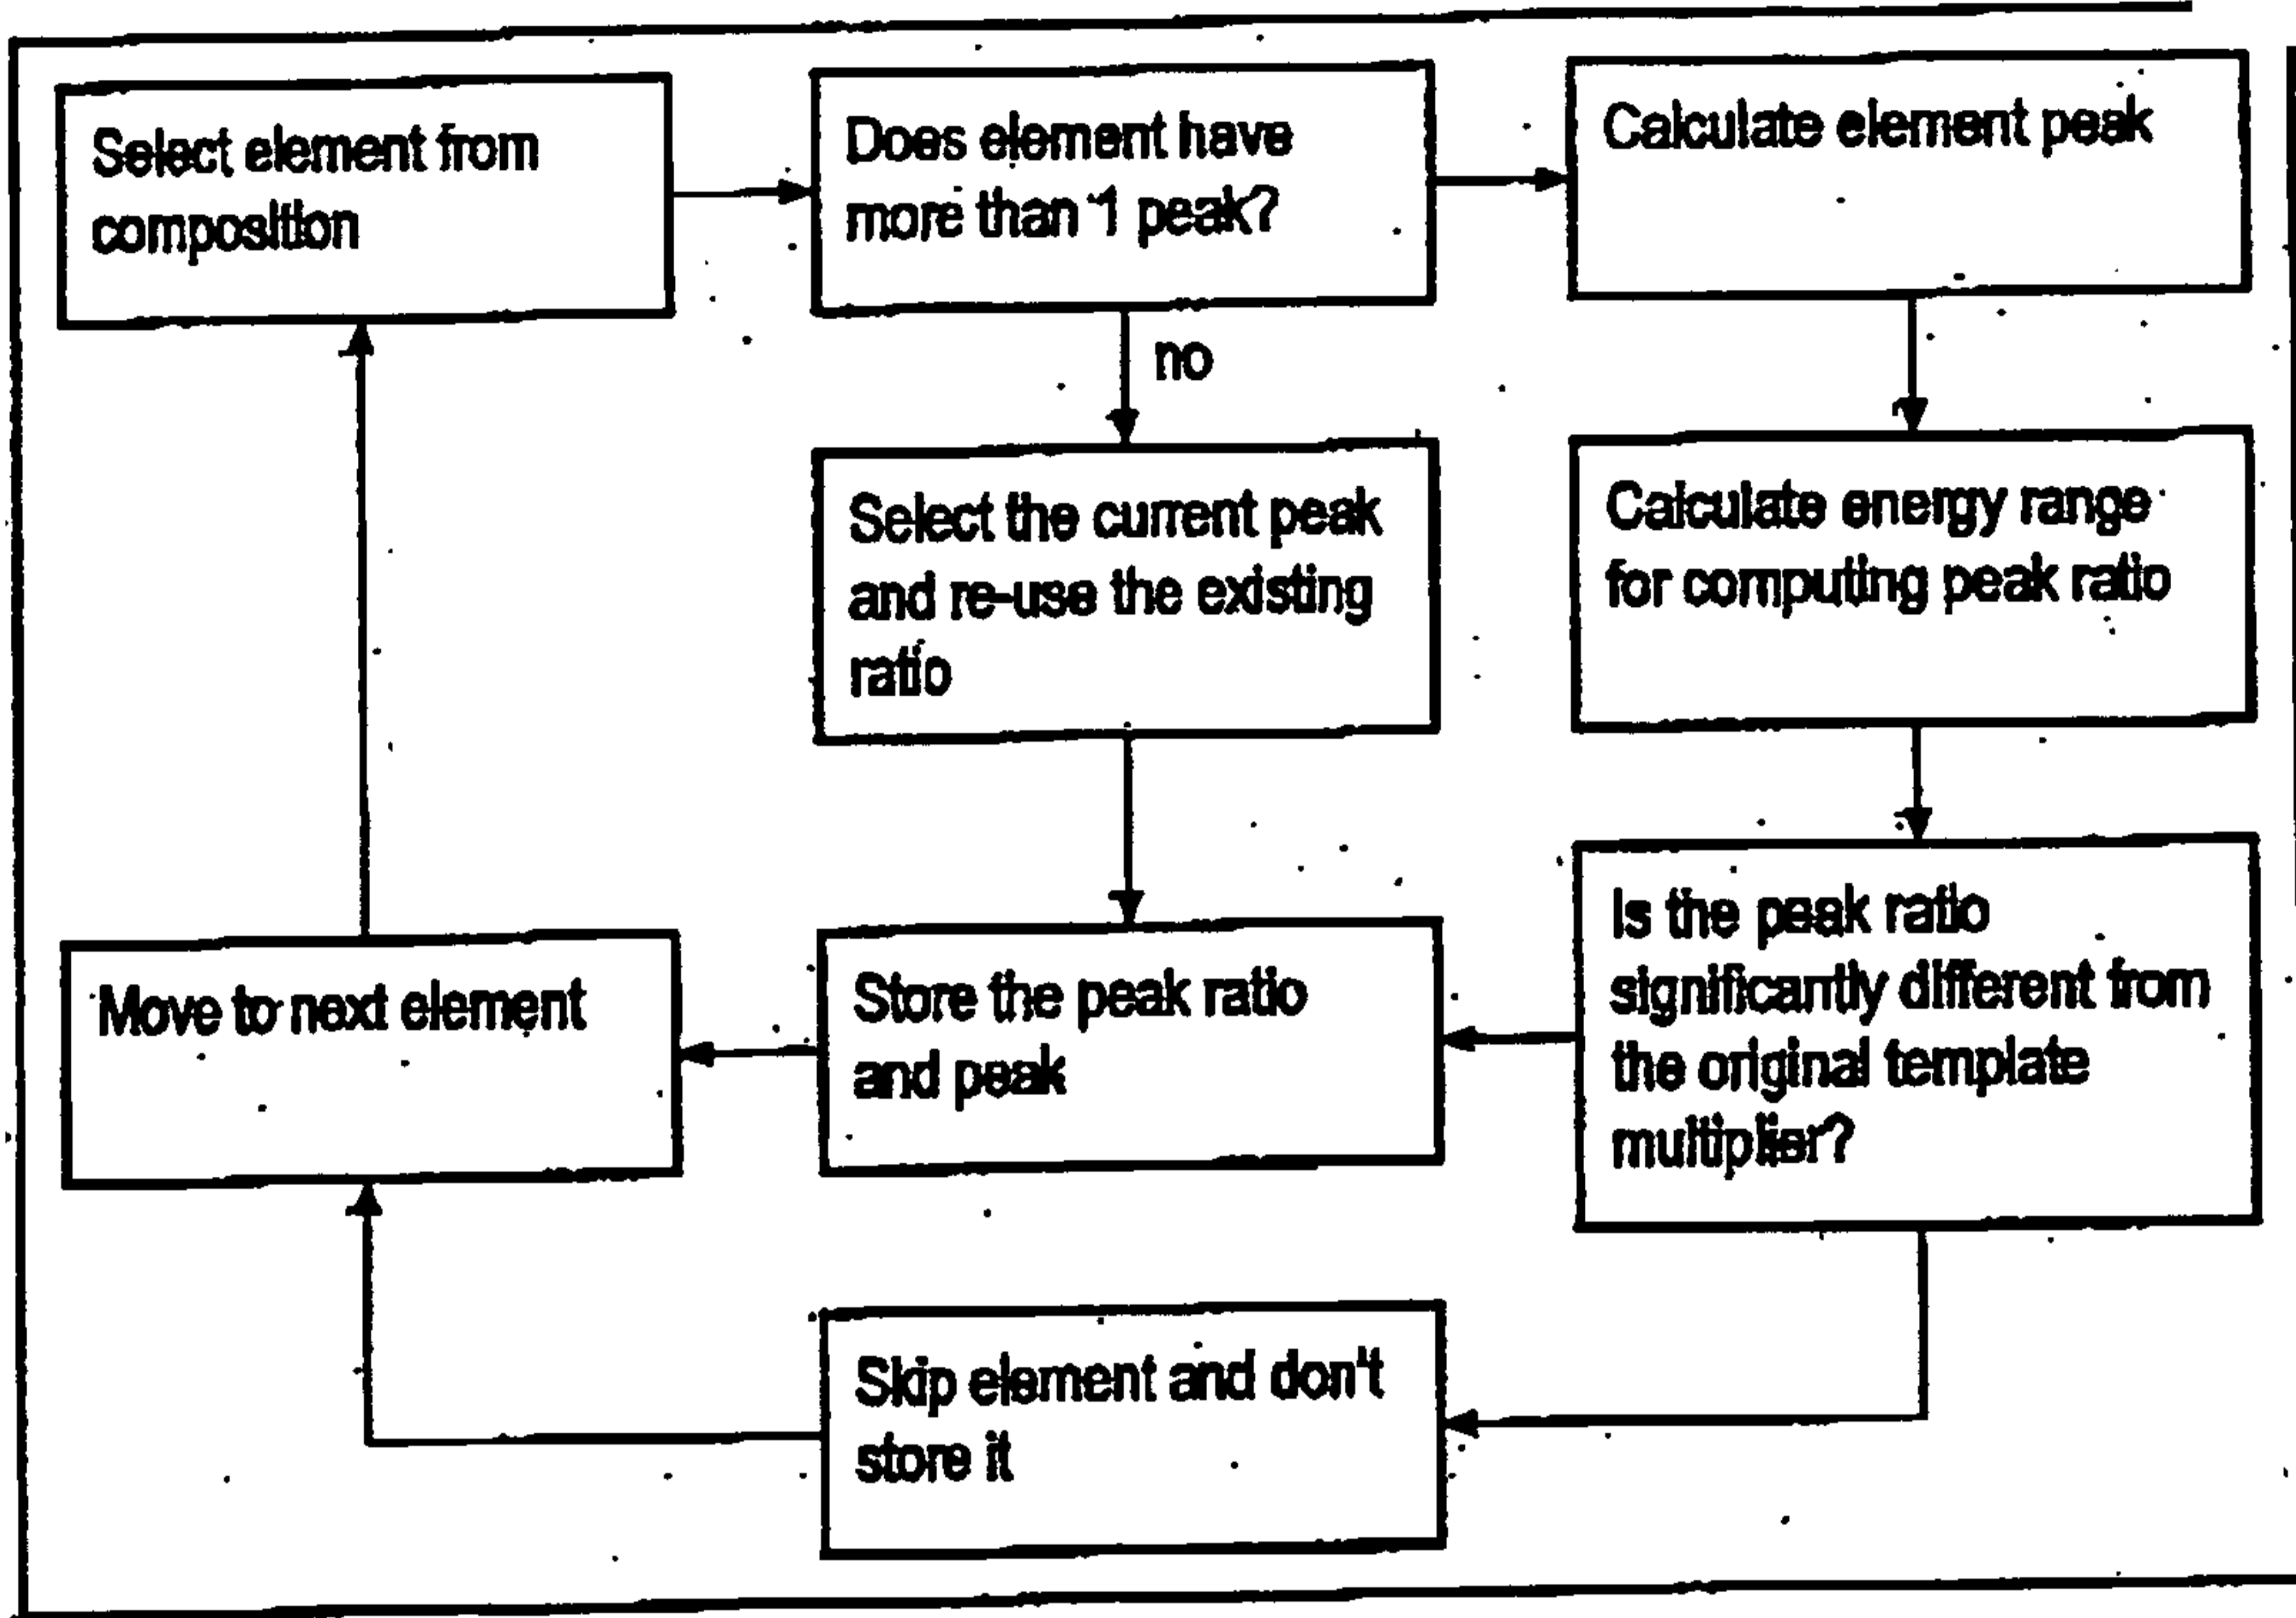 Select element from
composition
Does element have
more than 1 peak?
Calculate element peak
no
Select the current peak
and re-use the existing
ratio
Calculate energy range
for computing peak ratio
Is the peak ratio
significantly different from
the original template
multiplier?
Store the peak ratio
and peak
Move to next element
Skip element and don't
store it